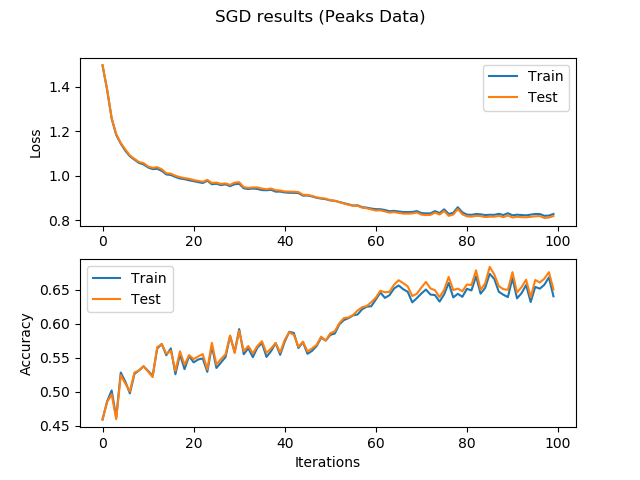 SGD results (Peaks Data)
1.4
1.2
1.0
0.8
Loss
Train
Test
0 20 40 60 80 100
0.65
0.60
0.55
0.50
0.45
Accuracy
Train
Test
0 20 40 60 80 100
Iterations